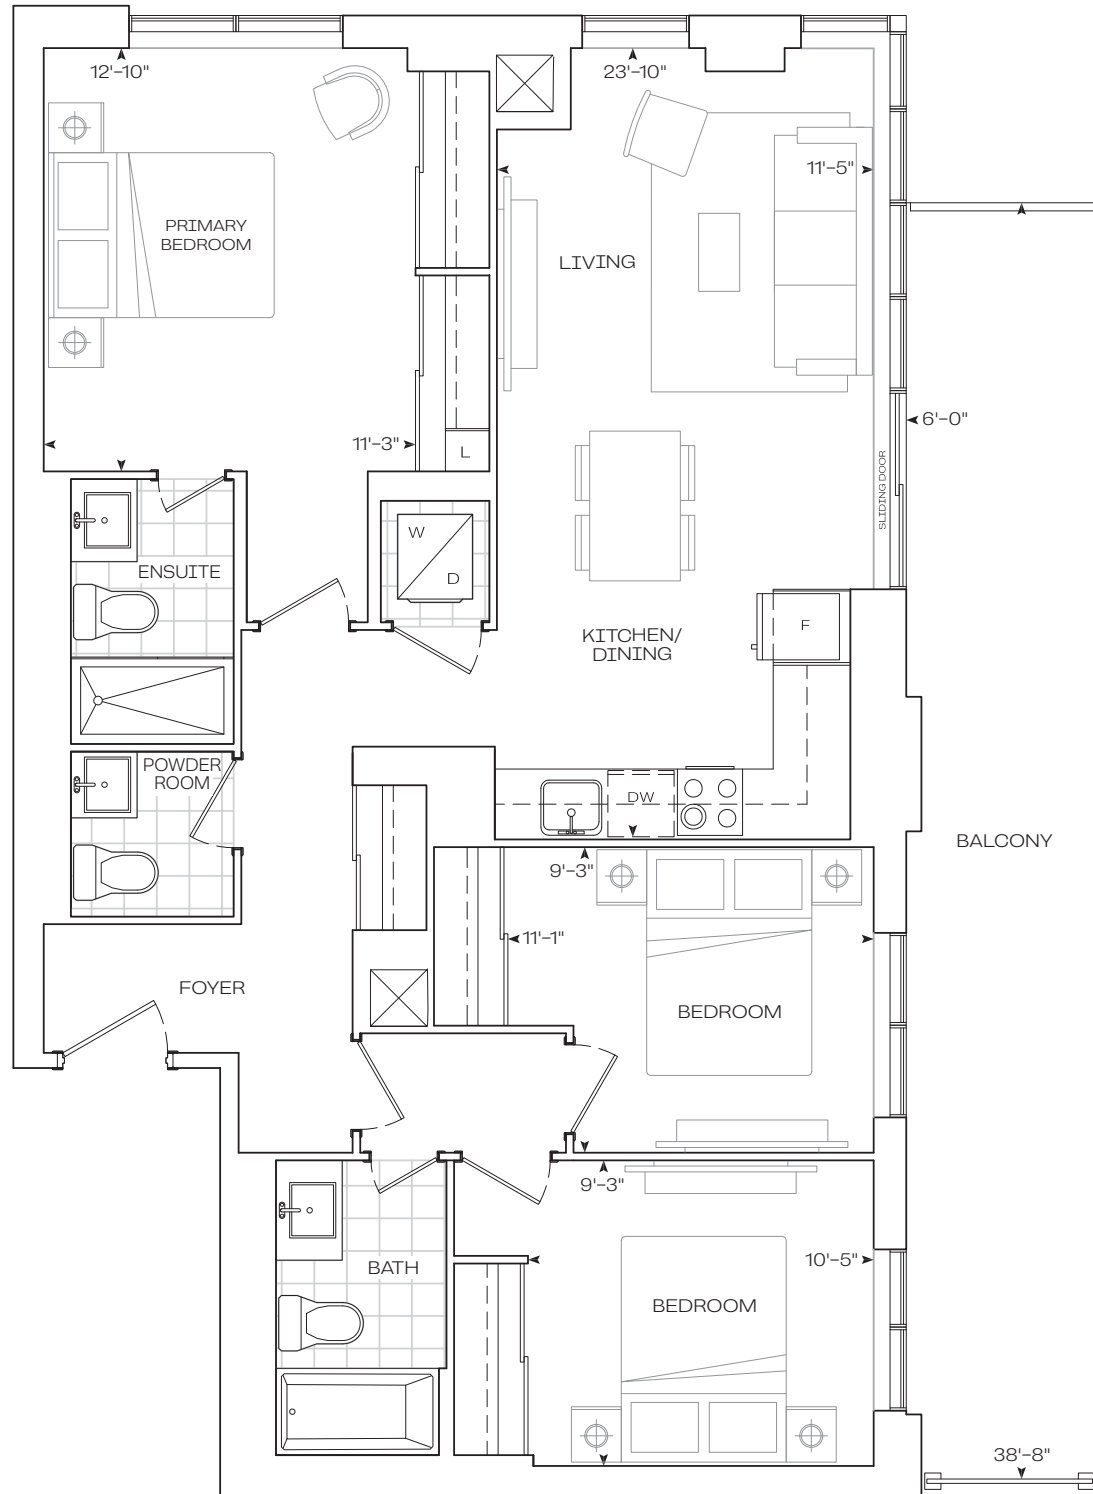 12'-10"
23'-10"
11'-5"
PRIMARY
BEDROOM
LIVING
6'-0"
11'-3"
L
SLIDING DOOR
W
D
ENSUITE
F
KITCHEN/
DINING
POWDER
ROOM
DW
BALCONY
9'-3"
11'-1"
FOYER
BEDROOM
9'-3"
BATH
10'-5"
BEDROOM
38'-8"